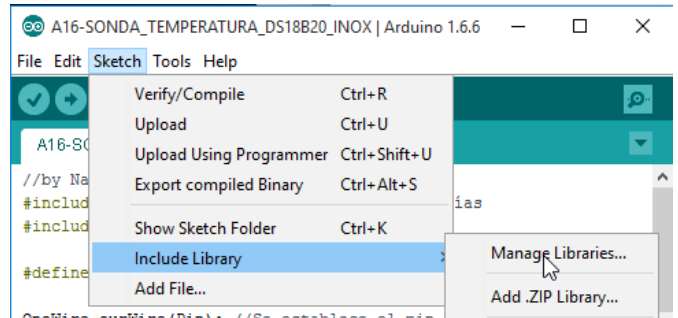 A16-SONDA_TEMPERATURA_DS18B20_INOX | Arduino 1.6.6
File Edit Sketch Tools Help
Verify/Compile Ctrl+R
Upload Ctrl+U
A16-S
Upload Using Programmer Ctrl+Shift+U
//by Na
Export compiled Binary Ctrl+Alt+S
#includ ías
#includ
Show Sketch Folder Ctrl+K
Include Library
Manage Libraries...
#define
Add File...
Add .ZIP Library...